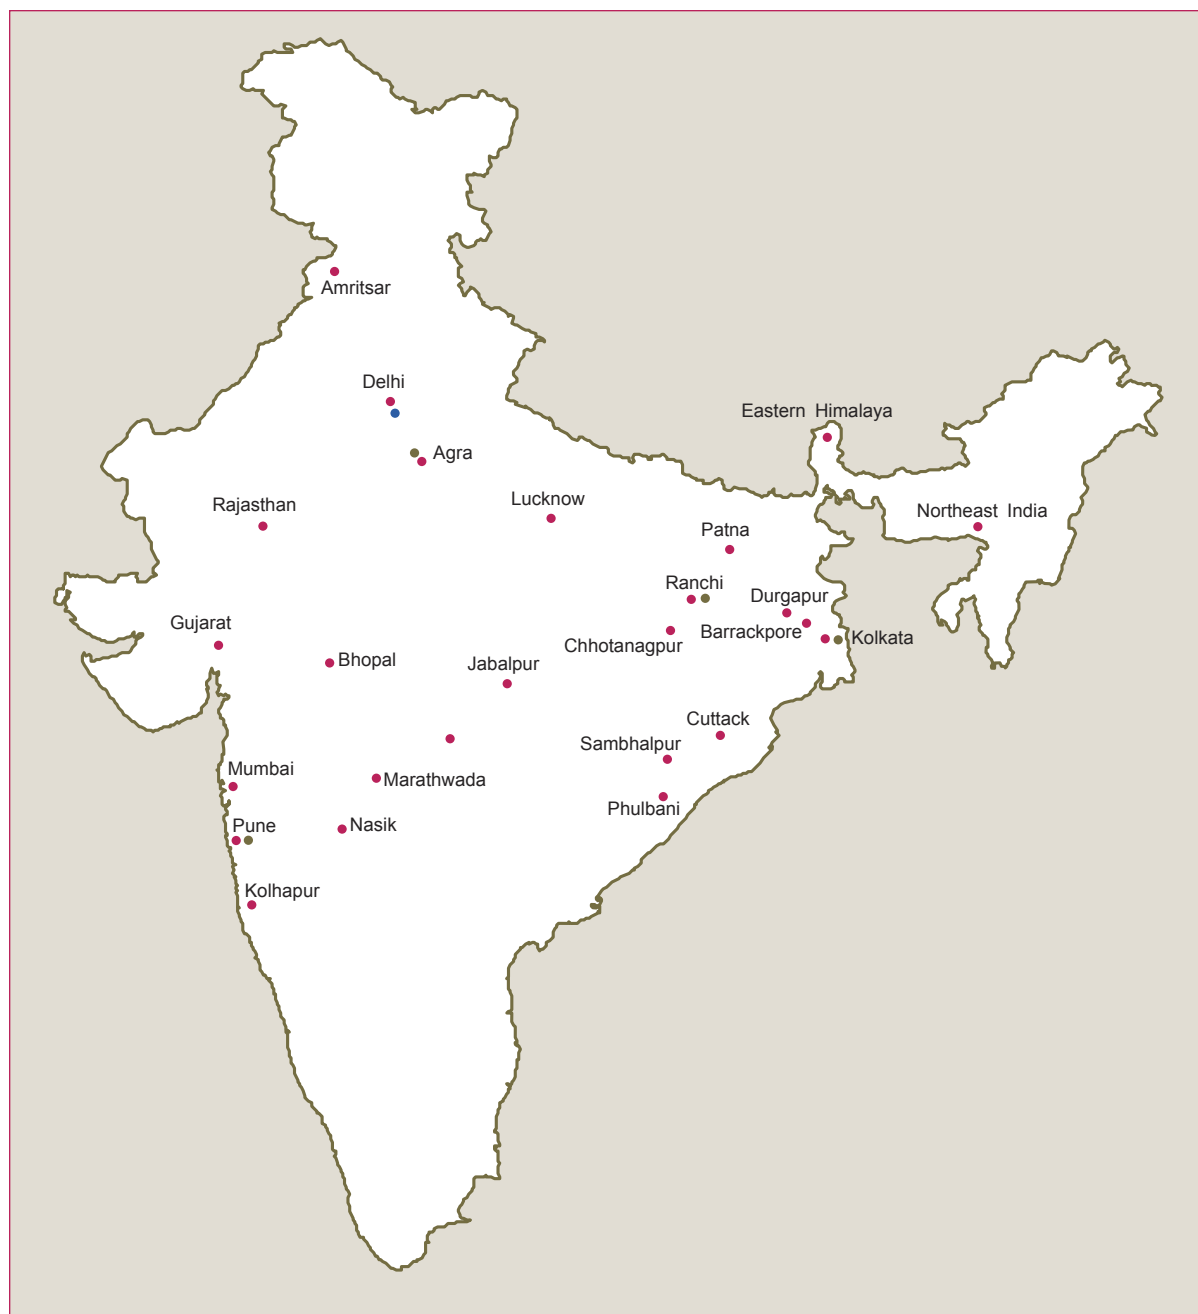 Amritsar
Delhi
Eastern Himalaya
Agra
Rajasthan
Lucknow
Northeast India
Patna
Ranchi
Durgapur
Gujarat
Barrackpore
Kolkata
Chhotanagpur
Bhopal
Jabalpur
Cuttack
Sambhalpur
Mumbai
Marathwada
Phulbani
Pune
Nasik
Kolhapur